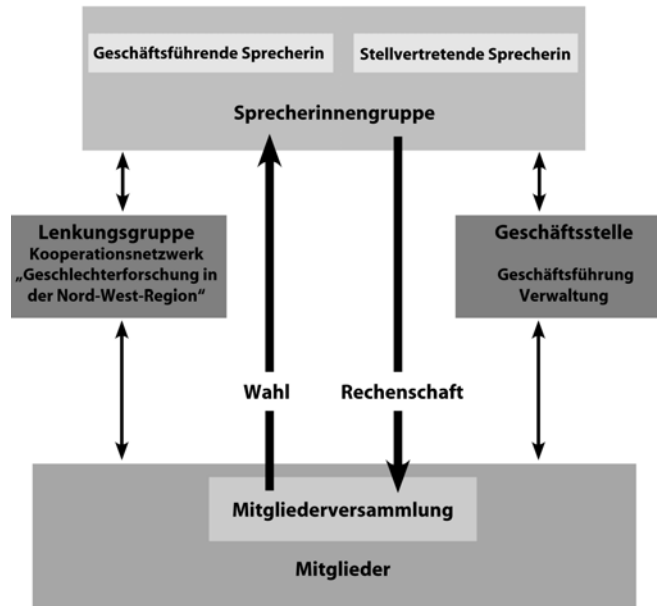 Geschäftsführende Sprecherin
Stellvertretende Sprecherin
Sprecherinnengruppe
Lenkungsgruppe
Kooperationsnetzwerk
„Geschlechterforschung in
der Nord-West-Region“
Geschäftsstelle
Geschäftsführung
Verwaltung
Wahl
Rechenschaft
Mitgliederversammlung
Mitglieder